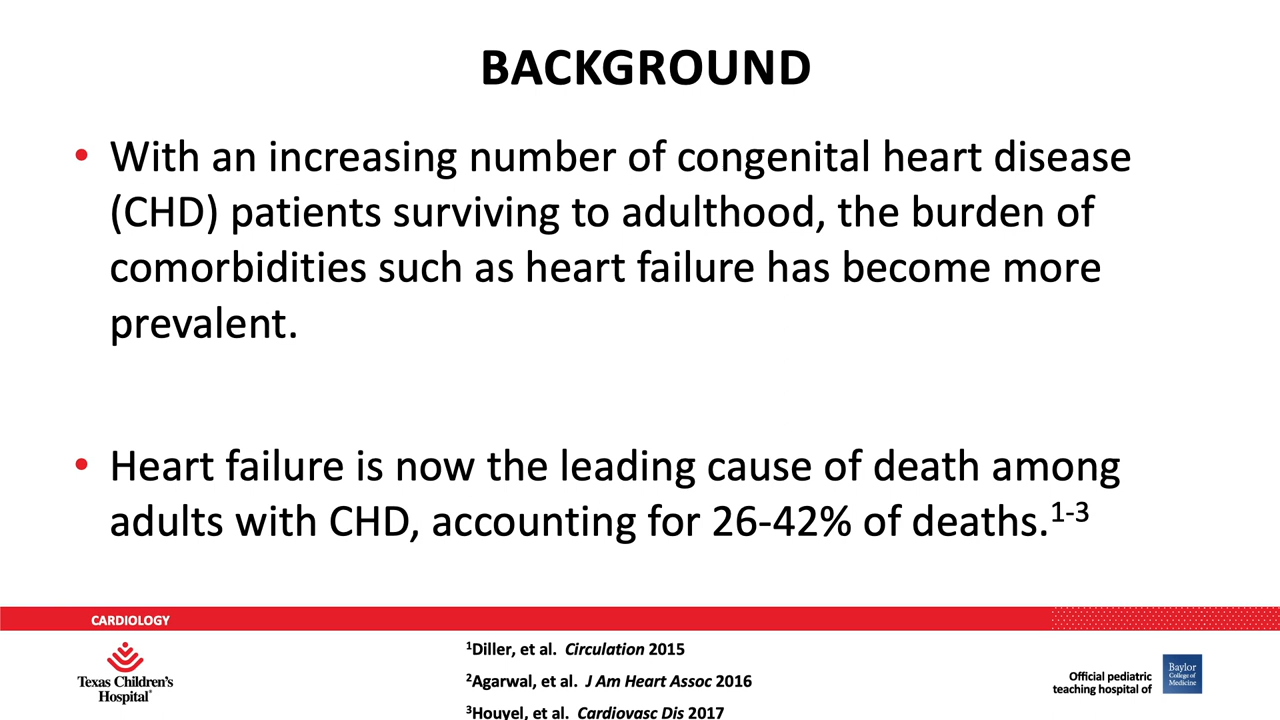 BACKGROUND
• With an increasing number of congenital heart disease
(CHD) patients surviving to adulthood, the burden of
comorbidities such as heart failure has become more
prevalent.
• Heart failure is now the leading cause of death among
adults with CHD, accounting for 26-42% of deaths.¹⁻³
CARDIOLOGY
Texas Children's
Hospital®
¹Diller, et al. Circulation 2015
²Agarwal, et al. J Am Heart Assoc 2016
³Houyel, et al. Cardiovasc Dis 2017
Official pediatric
teaching hospital of
Baylor
College of
Medicine